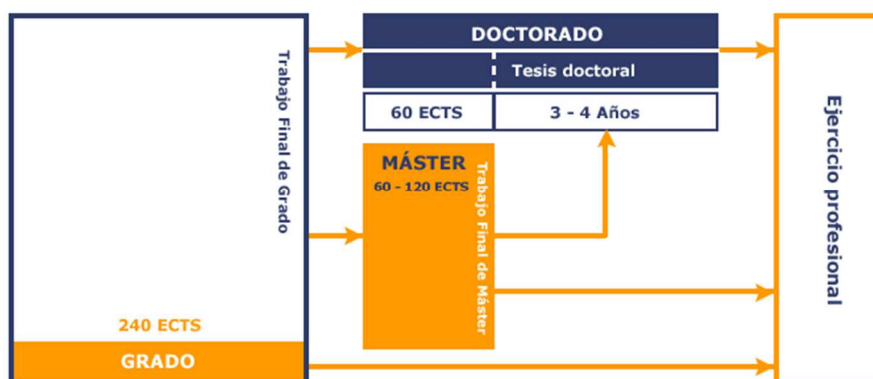 Trabajo Final de Grado
240 ECTS
GRADO
DOCTORADO
Tesis doctoral
60 ECTS
3 - 4 Años
MÁSTER
60 - 120 ECTS
Trabajo Final de Máster
Ejercicio profesional